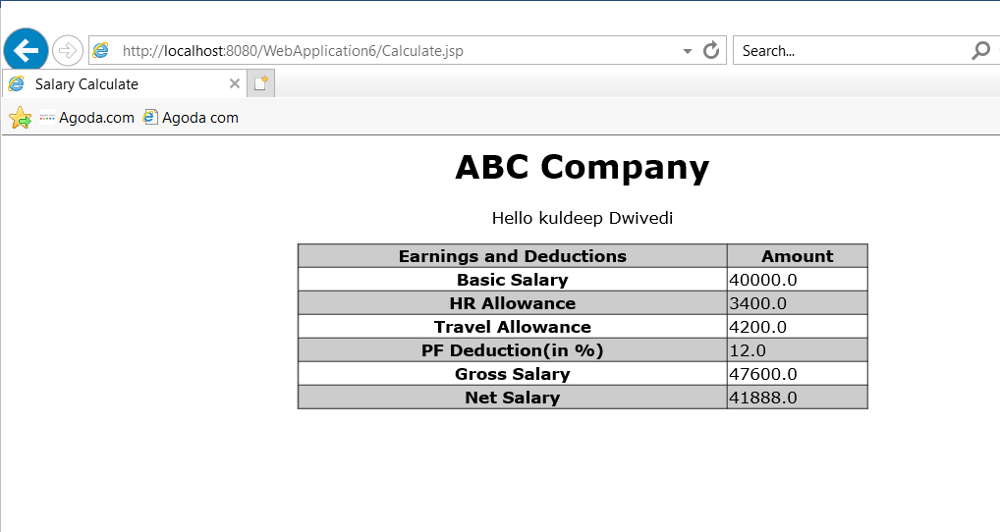 http://localhost:8080/WebApplication6/Calculate.jsp
Search...
Salary Calculate
Agoda.com Agoda com
ABC Company
Hello kuldeep Dwivedi
Earnings and Deductions Amount
Basic Salary 40000.0
HR Allowance 3400.0
Travel Allowance 4200.0
PF Deduction(in %) 12.0
Gross Salary 47600.0
Net Salary 41888.0